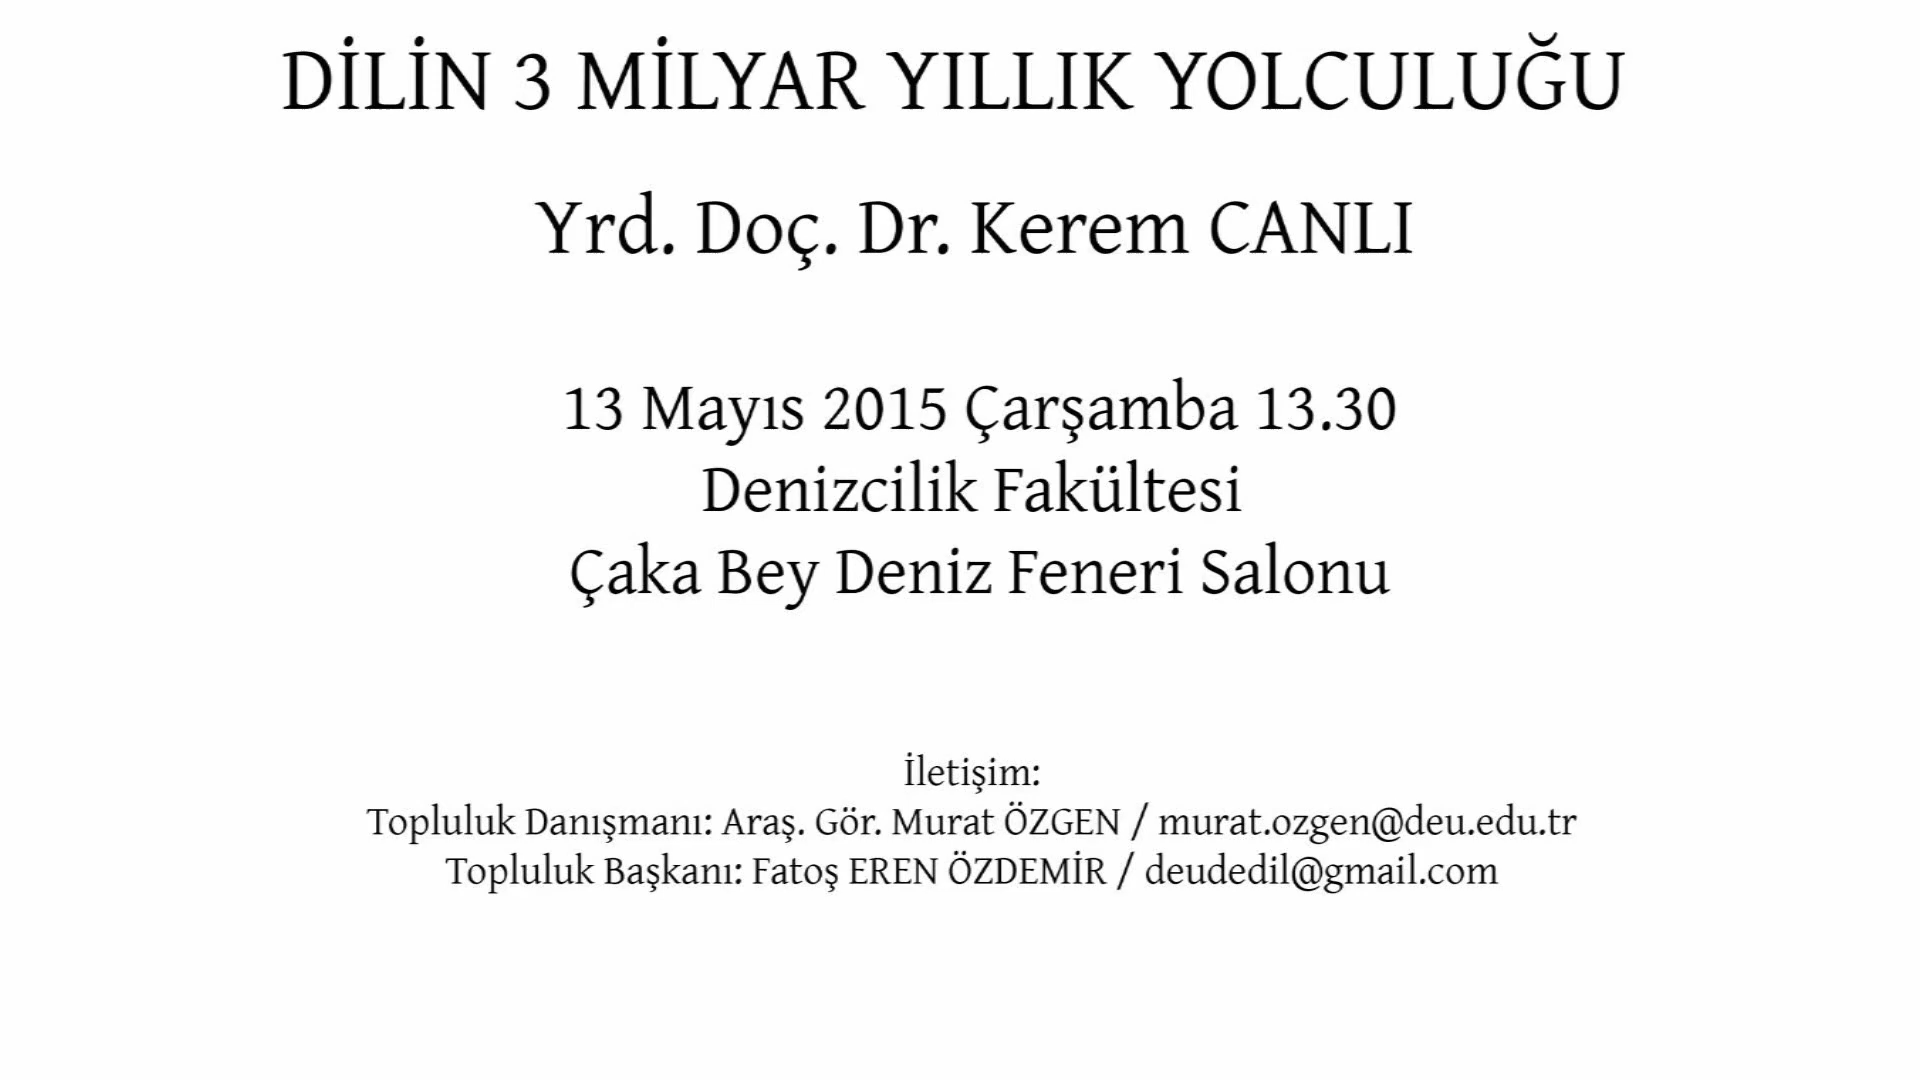 DİLİN 3 MİLYAR YILLIK YOLCULUĞU
Yrd. Doç. Dr. Kerem CANLI
13 Mayıs 2015 Çarşamba 13.30
Denizcilik Fakültesi
Çaka Bey Deniz Feneri Salonu
İletişim:
Topluluk Danışmanı: Araş. Gör. Murat ÖZGEN / murat.ozgen@deu.edu.tr
Topluluk Başkanı: Fatoş EREN ÖZDEMİR / deudedil@gmail.com